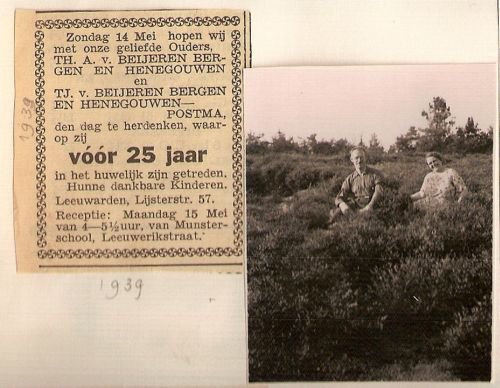 Zondag 14 Mei hopen wij
met onze geliefde Ouders,
TH. A. v. BEIJEREN BER-
GEN EN HENEGOUWEN
en
TJ. v. BEIJEREN BERGEN
EN HENEGOUWEN—
POSTMA,
den dag te herdenken, waar-
op zij
vóór 25 jaar
in het huwelijk zijn getreden.
Hunne dankbare Kinderen.
Leeuwarden, Lijsterstr. 57.
Receptie: Maandag 15 Mei
van 4—5½ uur, van Munster-
school, Leeuwerikstraat.
1939
1939